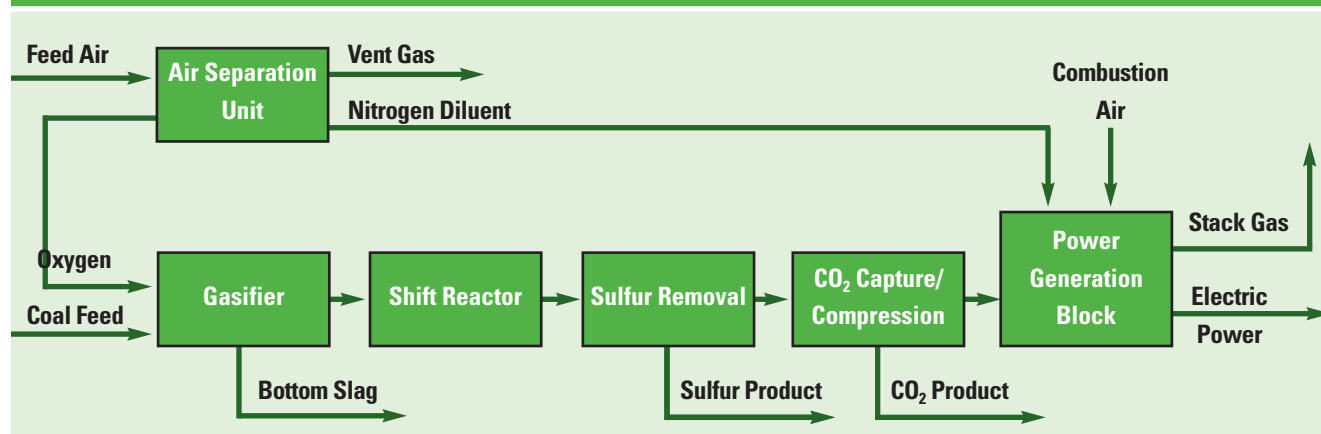 Feed Air
Air Separation
Unit
Vent Gas
Nitrogen Diluent
Combustion
Air
Oxygen
Coal Feed
Gasifier
Shift Reactor
Sulfur Removal
CO₂ Capture/
Compression
Power
Generation
Block
Stack Gas
Electric
Power
Bottom Slag
Sulfur Product
CO₂ Product